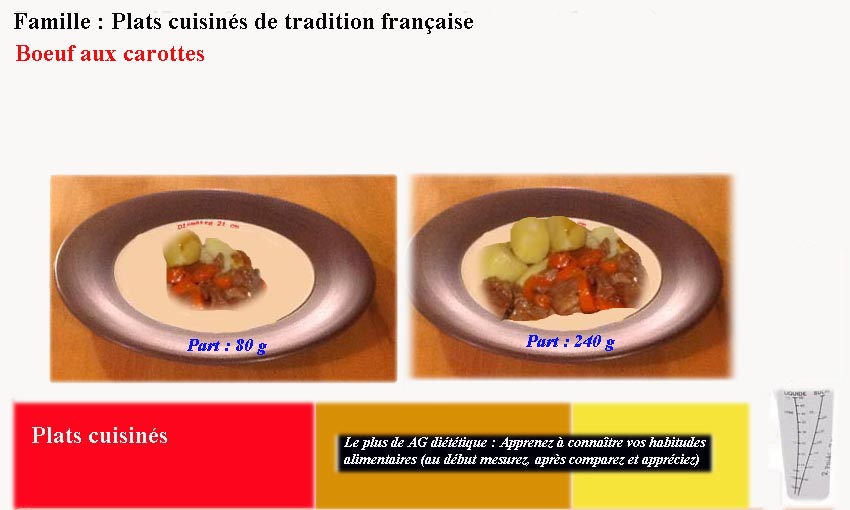 Famille : Plats cuisinés de tradition française
Boeuf aux carottes
Diamètre 21 cm
Part : 80 g
Part : 240 g
Plats cuisinés
Le plus de AG diététique : Apprenez à connaître vos habitudes
alimentaires (au début mesurez, après comparez et appréciez)
LIQUIDE